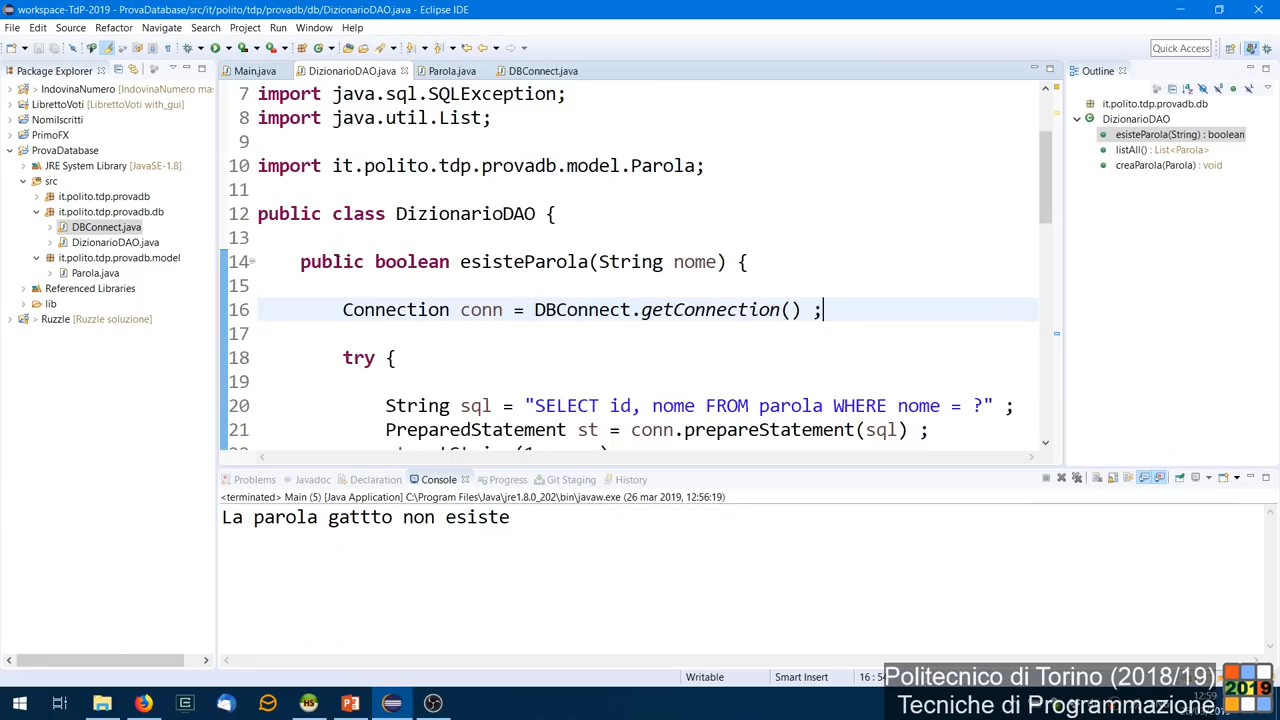 workspace-TdP-2019 - ProvaDatabase/src/it/polito/tdp/provadb/db/DizionarioDAO.java - Eclipse IDE
File Edit Source Refactor Navigate Search Project Run Window Help
Quick Access
Package Explorer
IndovinaNumero [IndovinaNumero ma
LibrettoVoti [LibrettoVoti with_gui]
NomiIscritti
PrimoFX
ProvaDatabase
JRE System Library [JavaSE-1.8]
src
it.polito.tdp.provadb
it.polito.tdp.provadb.db
DBConnect.java
DizionarioDAO.java
it.polito.tdp.provadb.model
Parola.java
Referenced Libraries
lib
Ruzzle [Ruzzle soluzione]
Main.java DizionarioDAO.java Parola.java DBConnect.java
7 import java.sql.SQLException;
8 import java.util.List;
9
10 import it.polito.tdp.provadb.model.Parola;
11
12 public class DizionarioDAO {
13
14 public boolean esisteParola(String nome) {
15
16 Connection conn = DBConnect.getConnection() ;
17
18 try {
19
20 String sql = "SELECT id, nome FROM parola WHERE nome = ?" ;
21 PreparedStatement st = conn.prepareStatement(sql) ;
Outline
it.polito.tdp.provadb.db
DizionarioDAO
esisteParola(String) : boolean
listAll() : List<Parola>
creaParola(Parola) : void
Problems Javadoc Declaration Console Progress Git Staging History
<terminated> Main (5) [Java Application] C:\Program Files\Java\jre1.8.0_202\bin\javaw.exe (26 mar 2019, 12:56:19)
La parola gattto non esiste
Writable Smart Insert 16 : 54
Politecnico di Torino (2018/19)
Tecniche di Programmazione
2019
12:59